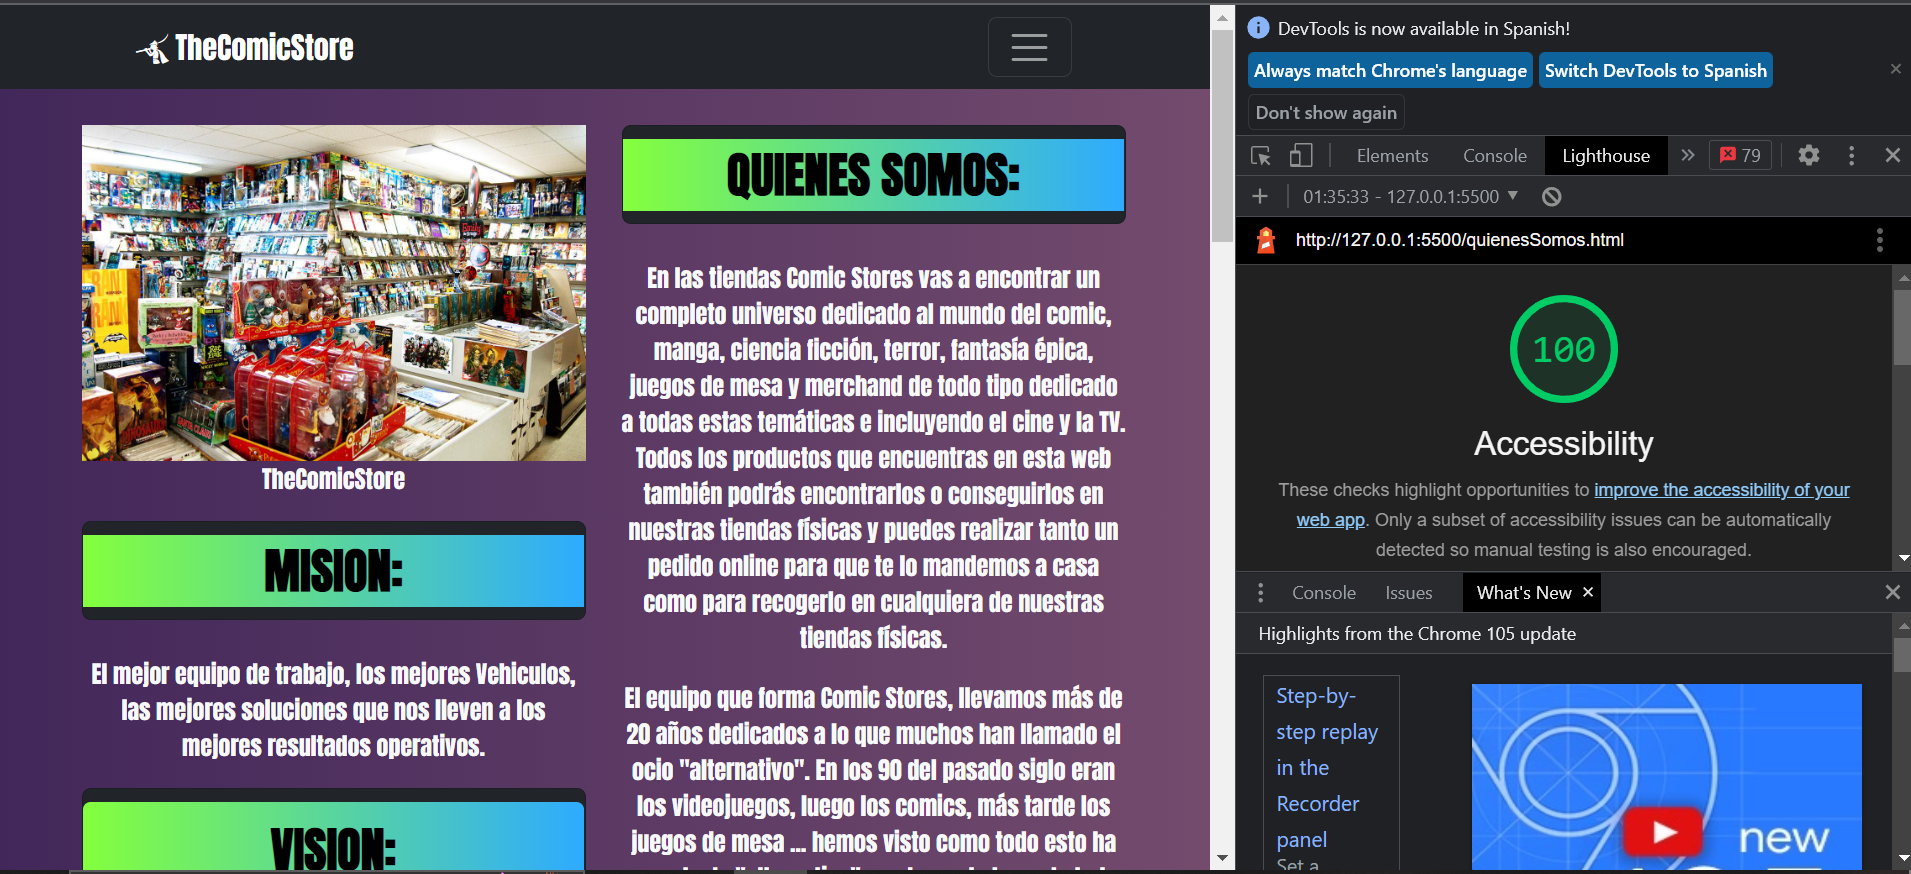 TheComicStore
TheComicStore
MISION:
El mejor equipo de trabajo, los mejores Vehiculos,
las mejores soluciones que nos lleven a los
mejores resultados operativos.
VISION:
QUIENES SOMOS:
En las tiendas Comic Stores vas a encontrar un
completo universo dedicado al mundo del comic,
manga, ciencia ficción, terror, fantasía épica,
juegos de mesa y merchand de todo tipo dedicado
a todas estas temáticas e incluyendo el cine y la TV.
Todos los productos que encuentras en esta web
también podrás encontrarlos o conseguirlos en
nuestras tiendas físicas y puedes realizar tanto un
pedido online para que te lo mandemos a casa
como para recogerlo en cualquiera de nuestras
tiendas físicas.
El equipo que forma Comic Stores, llevamos más de
20 años dedicados a lo que muchos han llamado el
ocio "alternativo". En los 90 del pasado siglo eran
los videojuegos, luego los comics, más tarde los
juegos de mesa ... hemos visto como todo esto ha
DevTools is now available in Spanish!
Always match Chrome's language
Switch DevTools to Spanish
Don't show again
Elements
Console
Lighthouse
79
01:35:33 - 127.0.0.1:5500
http://127.0.0.1:5500/quienesSomos.html
100
Accessibility
These checks highlight opportunities to improve the accessibility of your
web app. Only a subset of accessibility issues can be automatically
detected so manual testing is also encouraged.
Console
Issues
What's New
Highlights from the Chrome 105 update
Step-by-
step replay
in the
Recorder
panel
Set a
new